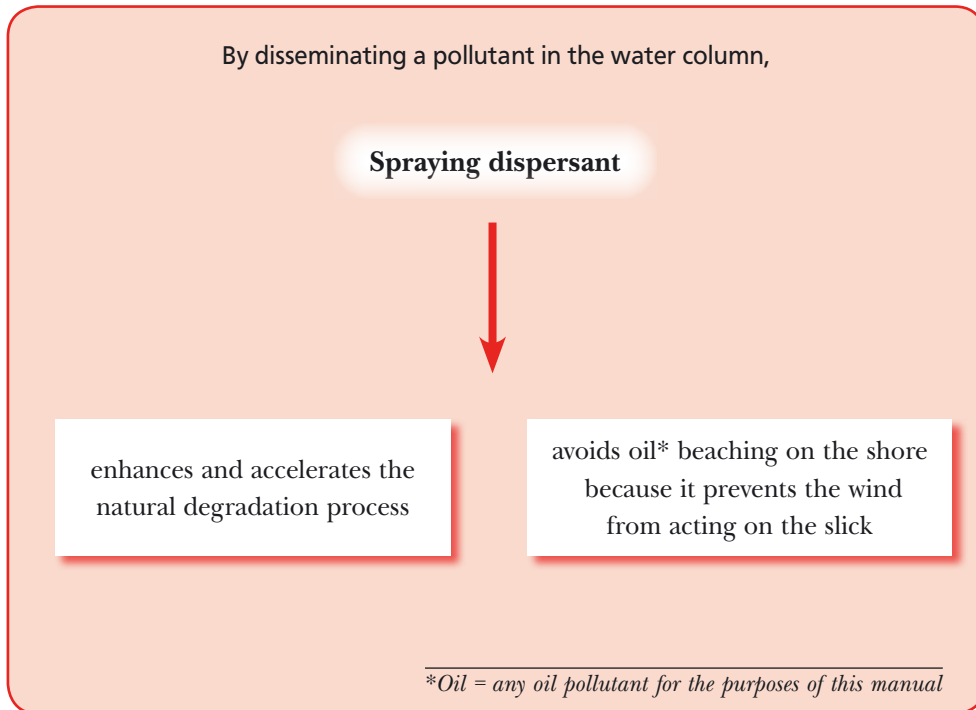 By disseminating a pollutant in the water column,
Spraying dispersant
enhances and accelerates the
natural degradation process
avoids oil* beaching on the shore
because it prevents the wind
from acting on the slick
*Oil = any oil pollutant for the purposes of this manual